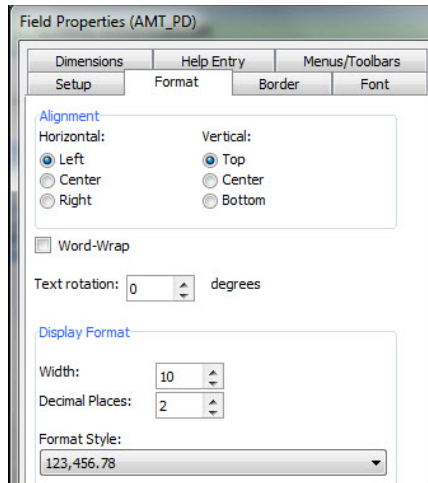 Field Properties (AMT_PD)
Dimensions Help Entry Menus/Toolbars
Setup Format Border Font
Alignment
Horizontal: Vertical:
Left Top
Center Center
Right Bottom
Word-Wrap
Text rotation: 0 degrees
Display Format
Width: 10
Decimal Places: 2
Format Style:
123,456.78